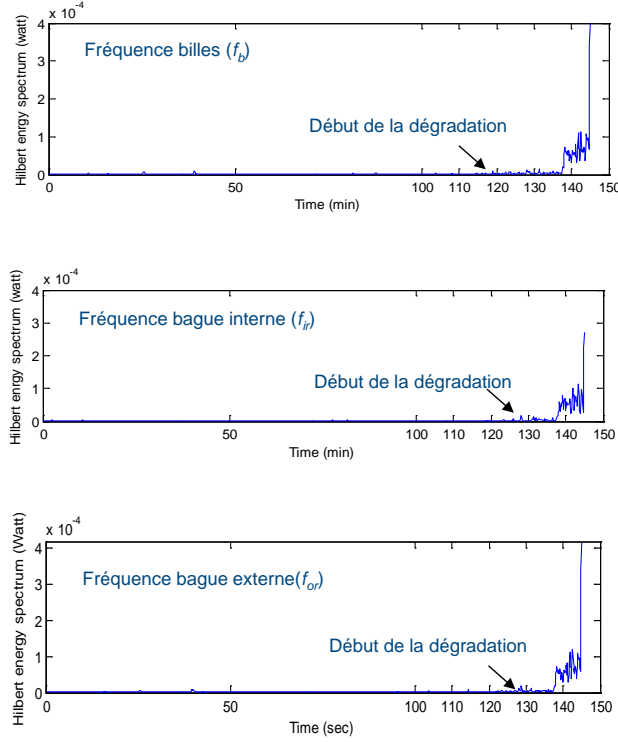 x 10⁻⁴
Hilbert enrgy spectrum (watt)
4
3
2
1
0
Fréquence billes (f_b)
Début de la dégradation
0 50 100 110 120 130 140 150
Time (min)
x 10⁻⁴
Hilbert enrgy spectrum (watt)
4
3
2
1
0
Fréquence bague interne (f_ir)
Début de la dégradation
0 50 100 110 120 130 140 150
Time (min)
x 10⁻⁴
Hilbert energy spectrum (Watt)
4
3
2
1
0
Fréquence bague externe(f_or)
Début de la dégradation
0 50 100 110 120 130 140 150
Time (sec)